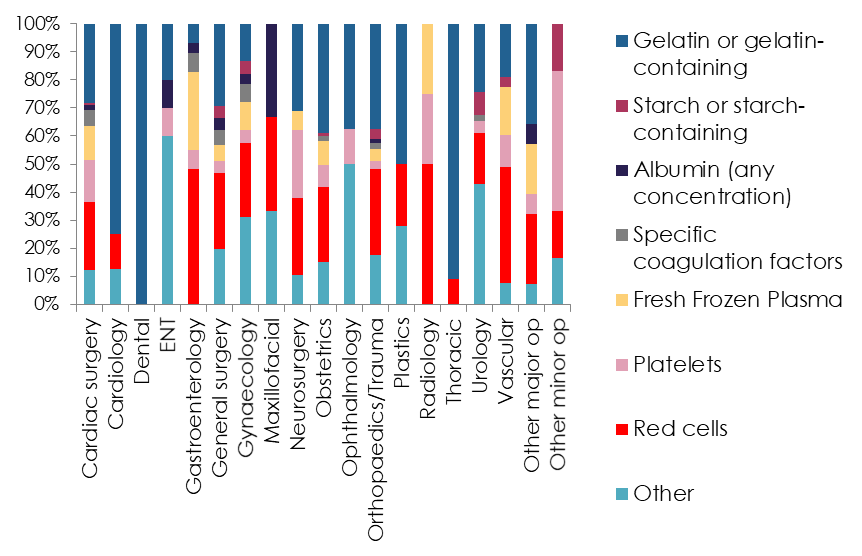 100%
90%
80%
70%
60%
50%
40%
30%
20%
10%
0%
Cardiac surgery
Cardiology
Dental
ENT
Gastroenterology
General surgery
Gynaecology
Maxillofacial
Neurosurgery
Obstetrics
Ophthalmology
Orthopaedics/Trauma
Plastics
Radiology
Thoracic
Urology
Vascular
Other major op
Other minor op
Gelatin or gelatin-
containing
Starch or starch-
containing
Albumin (any
concentration)
Specific
coagulation factors
Fresh Frozen Plasma
Platelets
Red cells
Other